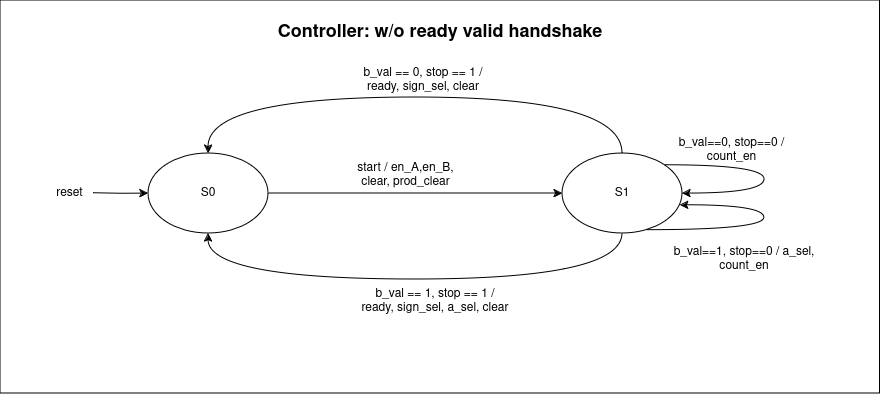 Controller: w/o ready valid handshake
b_val == 0, stop == 1 /
ready, sign_sel, clear
b_val==0, stop==0 /
count_en
start / en_A,en_B,
clear, prod_clear
reset
S0
S1
b_val==1, stop==0 / a_sel,
count_en
b_val == 1, stop == 1 /
ready, sign_sel, a_sel, clear